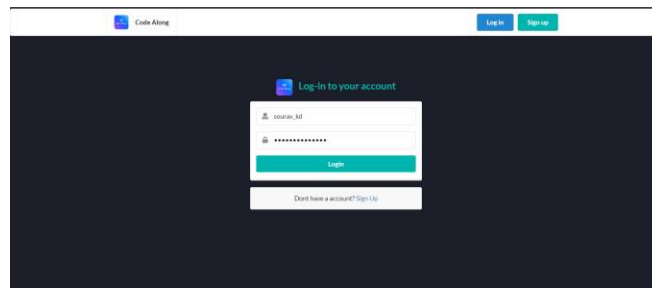 Code Along
Log in
Sign up
Log-in to your account
sourav_kd
••••••••••••••
Login
Dont have a account? Sign Up